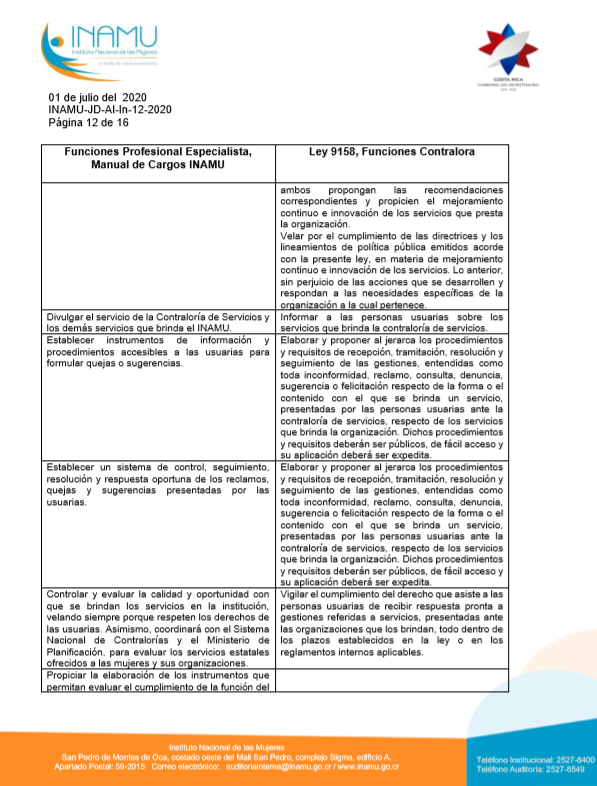 INAMU
Instituto Nacional de las Mujeres
COSTA RICA
GOBIERNO DEL BICENTENARIO
01 de julio del 2020
INAMU-JD-AI-In-12-2020
Página 12 de 16
Funciones Profesional Especialista,
Manual de Cargos INAMU
Ley 9158, Funciones Contralora
ambos propongan las recomendaciones
correspondientes y propicien el mejoramiento
continuo e innovación de los servicios que presta
la organización.
Velar por el cumplimiento de las directrices y los
lineamientos de política pública emitidos acorde
con la presente ley, en materia de mejoramiento
continuo e innovación de los servicios. Lo anterior,
sin perjuicio de las acciones que se desarrollen y
respondan a las necesidades específicas de la
organización a la cual pertenece.
Divulgar el servicio de la Contraloría de Servicios y
los demás servicios que brinda el INAMU.
Informar a las personas usuarias sobre los
servicios que brinda la contraloría de servicios.
Establecer instrumentos de información y
procedimientos accesibles a las usuarias para
formular quejas o sugerencias.
Elaborar y proponer al jerarca los procedimientos
y requisitos de recepción, tramitación, resolución y
seguimiento de las gestiones, entendidas como
toda inconformidad, reclamo, consulta, denuncia,
sugerencia o felicitación respecto de la forma o el
contenido con el que se brinda un servicio,
presentadas por las personas usuarias ante la
contraloría de servicios, respecto de los servicios
que brinda la organización. Dichos procedimientos
y requisitos deberán ser públicos, de fácil acceso y
su aplicación deberá ser expedita.
Establecer un sistema de control, seguimiento,
resolución y respuesta oportuna de los reclamos,
quejas y sugerencias presentadas por las
usuarias.
Elaborar y proponer al jerarca los procedimientos
y requisitos de recepción, tramitación, resolución y
seguimiento de las gestiones, entendidas como
toda inconformidad, reclamo, consulta, denuncia,
sugerencia o felicitación respecto de la forma o el
contenido con el que se brinda un servicio,
presentadas por las personas usuarias ante la
contraloría de servicios, respecto de los servicios
que brinda la organización. Dichos procedimientos
y requisitos deberán ser públicos, de fácil acceso y
su aplicación deberá ser expedita.
Controlar y evaluar la calidad y oportunidad con
que se brindan los servicios en la institución,
velando siempre porque respeten los derechos de
las usuarias. Asimismo, coordinará con el Sistema
Nacional de Contralorías y el Ministerio de
Planificación, para evaluar los servicios estatales
ofrecidos a las mujeres y sus organizaciones.
Vigilar el cumplimiento del derecho que asiste a las
personas usuarias de recibir respuesta pronta a
gestiones referidas a servicios, presentadas ante
las organizaciones que los brindan, todo dentro de
los plazos establecidos en la ley o en los
reglamentos internos aplicables.
Propiciar la elaboración de los instrumentos que
permitan evaluar el cumplimiento de la función del
Instituto Nacional de las Mujeres
San Pedro de Montes de Oca, costado oeste del Mall San Pedro, complejo Sigma, edificio A.
Apartado Postal: 59-2015 Correo electrónico: auditoriainterna@inamu.go.cr / www.inamu.go.cr
Teléfono Institucional: 2527-8400
Teléfono Auditoría: 2527-8549